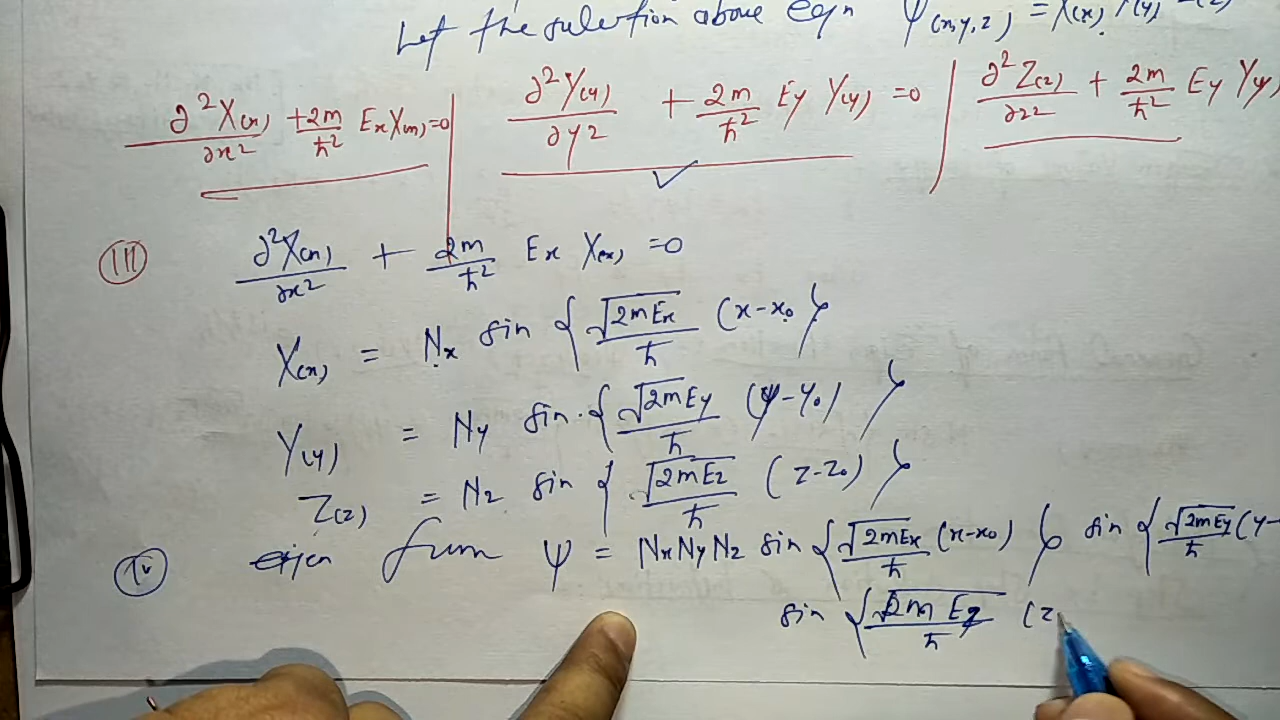 Let the solution above eqn ψ(x,y,z) = X(x) Y(y) Z(z)
∂²X(x)/∂x² + 2m/ħ² Ex X(x) = 0 | ∂²Y(y)/∂y² + 2m/ħ² Ey Y(y) = 0 | ∂²Z(z)/∂z² + 2m/ħ² Ey Y(y)
✓
(III) ∂²X(x)/∂x² + 2m/ħ² Ex X(x) = 0
X(x) = Nx sin {√2mEx/ħ (x-x₀}
Y(y) = Ny sin {√2mEy/ħ (y-y₀)}
Z(z) = Nz sin {√2mEz/ħ (z-z₀)}
(IV) eigen fum ψ = NxNyNz sin {√2mEx/ħ (x-x₀)} sin {√2mEy/ħ (y-
sin {√2mEz/ħ (z